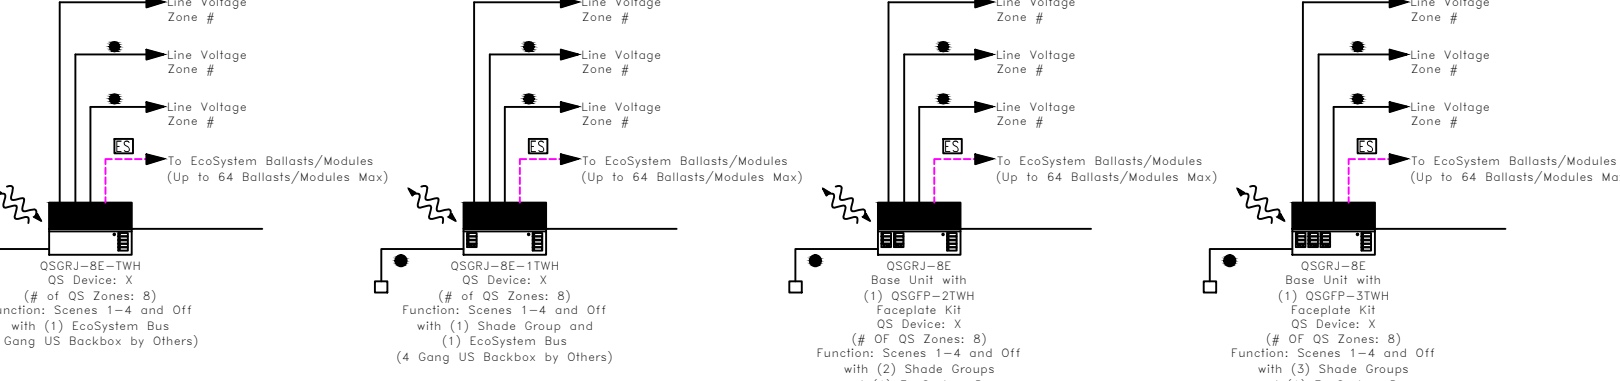 Line Voltage
Zone #
Line Voltage
Zone #
Line Voltage
Zone #
ES
To EcoSystem Ballasts/Modules
(Up to 64 Ballasts/Modules Max)
QSGRJ-8E-TWH
QS Device: X
(# of QS Zones: 8)
unction: Scenes 1-4 and Off
with (1) EcoSystem Bus
Gang US Backbox by Others)
Line Voltage
Zone #
Line Voltage
Zone #
Line Voltage
Zone #
ES
To EcoSystem Ballasts/Modules
(Up to 64 Ballasts/Modules Max)
QSGRJ-8E-1TWH
QS Device: X
(# of QS Zones: 8)
Function: Scenes 1-4 and Off
with (1) Shade Group and
(1) EcoSystem Bus
(4 Gang US Backbox by Others)
Line Voltage
Zone #
Line Voltage
Zone #
Line Voltage
Zone #
ES
To EcoSystem Ballasts/Modules
(Up to 64 Ballasts/Modules Max)
QSGRJ-8E
Base Unit with
(1) QSGFP-2TWH
Faceplate Kit
QS Device: X
(# OF QS Zones: 8)
Function: Scenes 1-4 and Off
with (2) Shade Groups
Line Voltage
Zone #
Line Voltage
Zone #
Line Voltage
Zone #
ES
To EcoSystem Ballasts/Modules
(Up to 64 Ballasts/Modules Ma
QSGRJ-8E
Base Unit with
(1) QSGFP-3TWH
Faceplate Kit
QS Device: X
(# OF QS Zones: 8)
Function: Scenes 1-4 and Off
with (3) Shade Groups